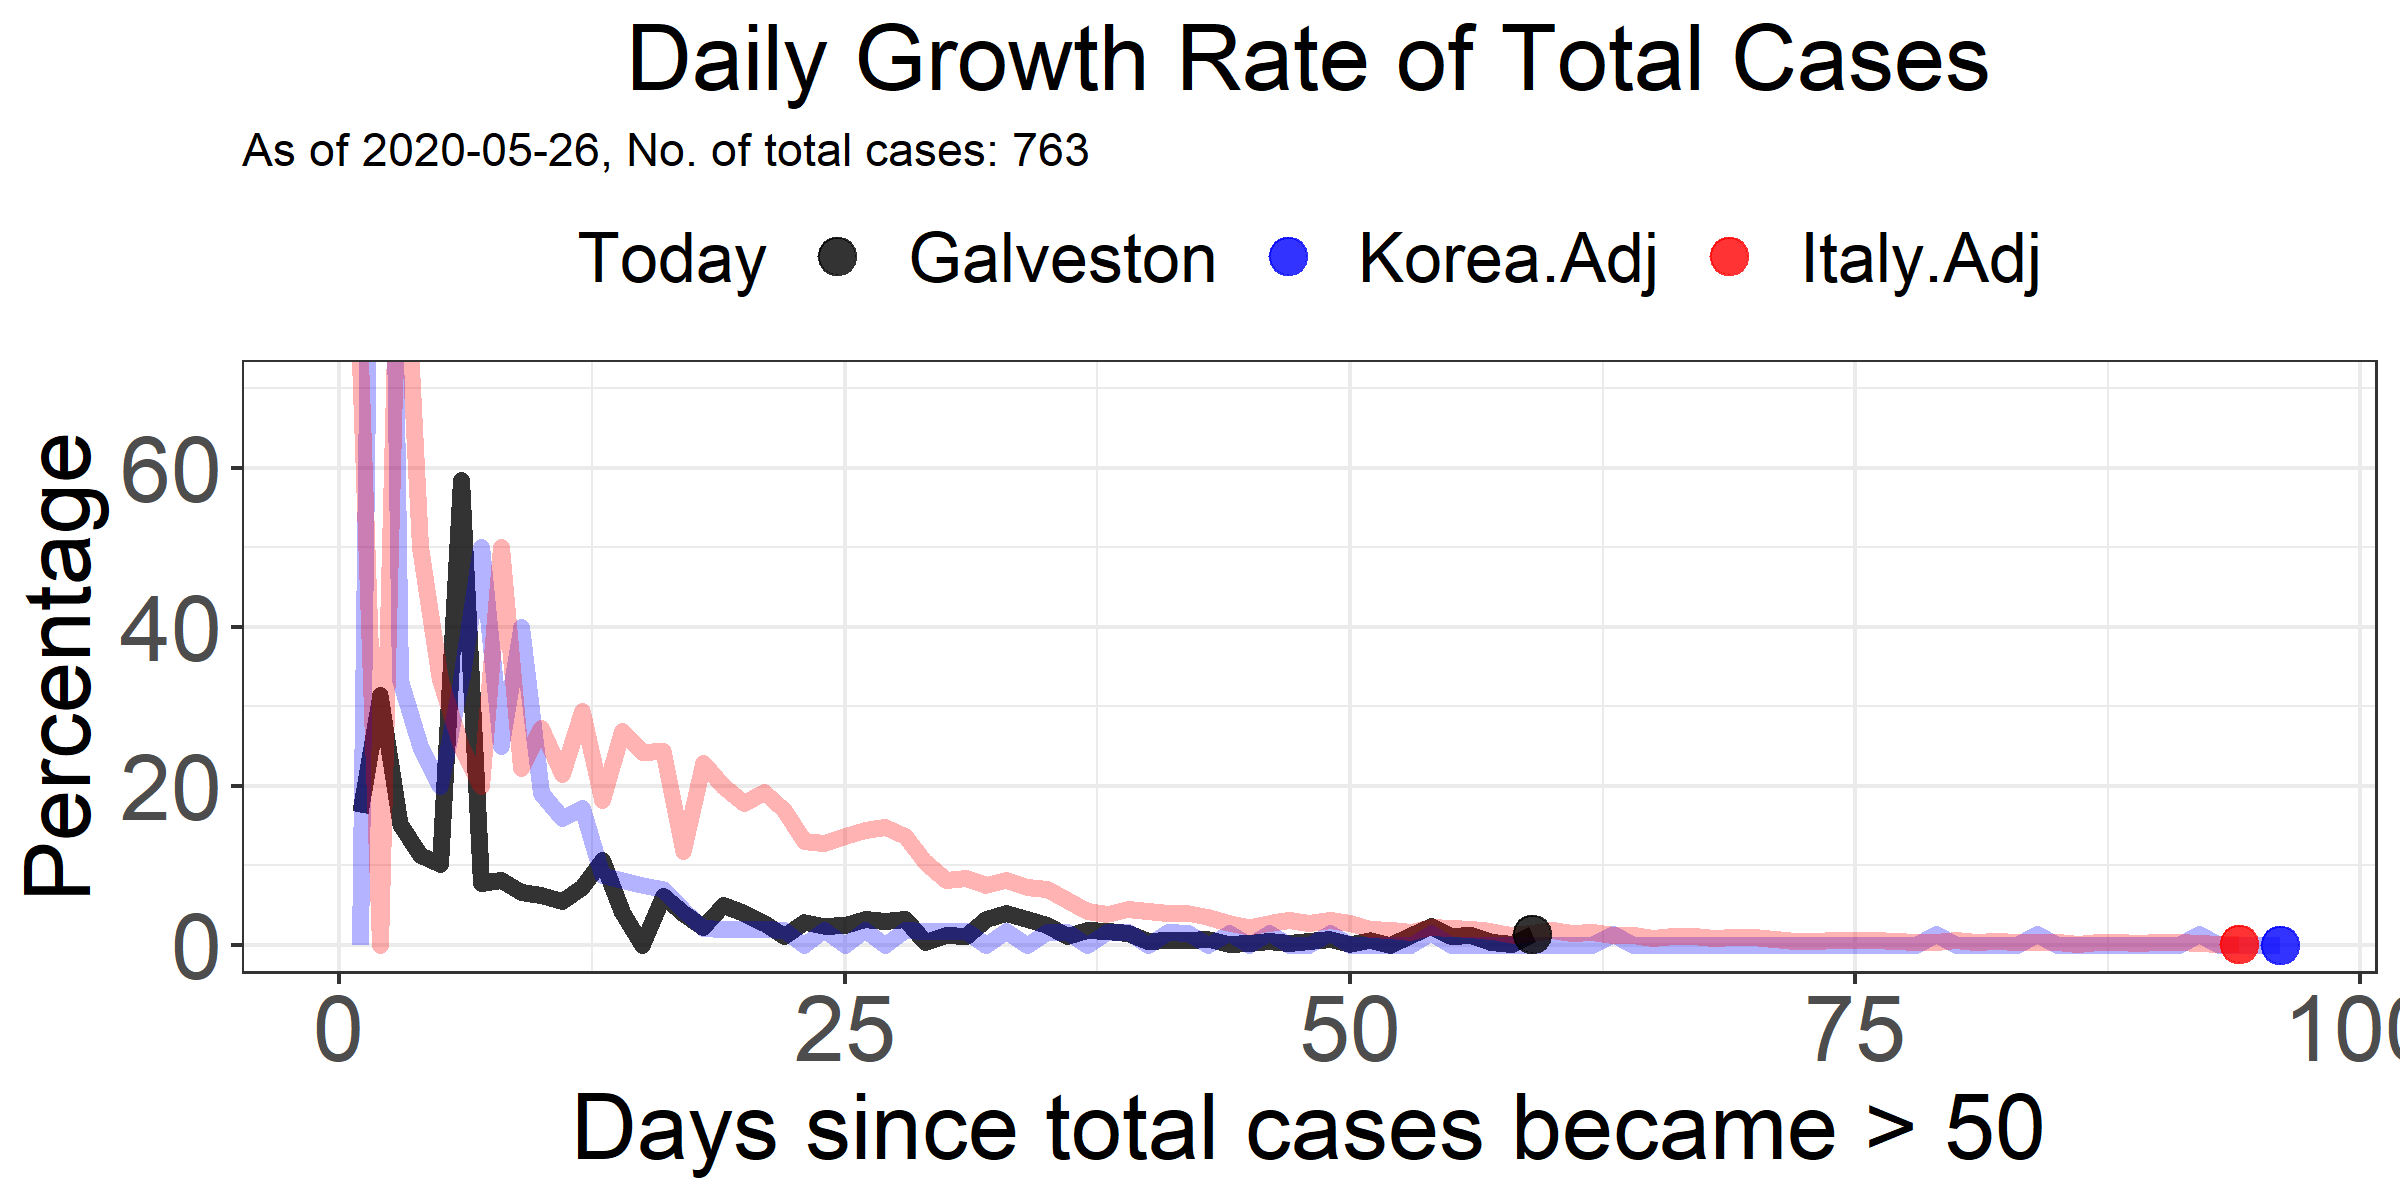 Daily Growth Rate of Total Cases
As of 2020-05-26, No. of total cases: 763
Today Galveston Korea.Adj Italy.Adj
Percentage
60
40
20
0
0 25 50 75 100
Days since total cases became > 50